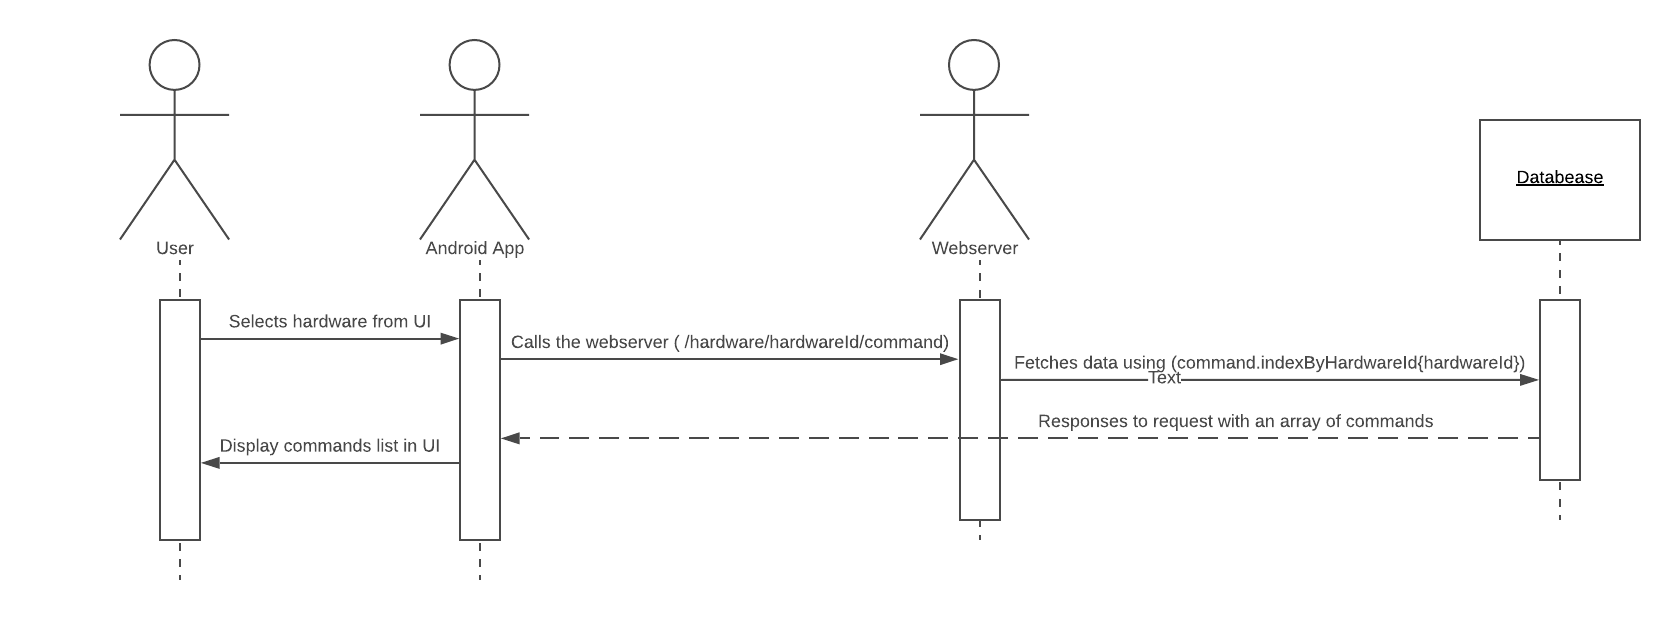 Databease
User
Android App
Webserver
Selects hardware from UI
Calls the webserver ( /hardware/hardwareId/command)
Fetches data using (command.indexByHardwareId{hardwareId})
Text
Responses to request with an array of commands
Display commands list in UI